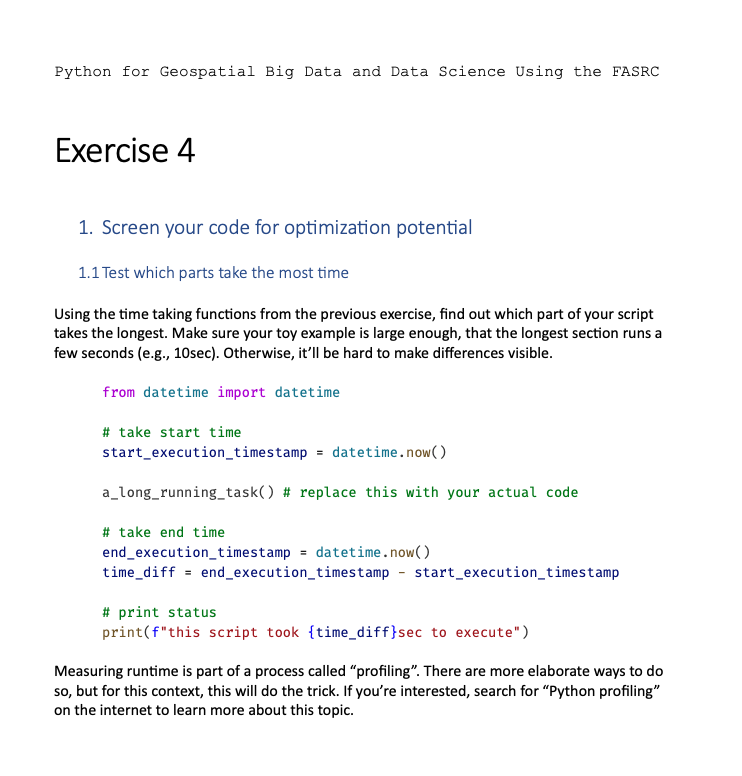 Python for Geospatial Big Data and Data Science Using the FASRC
Exercise 4
1. Screen your code for optimization potential
1.1 Test which parts take the most time
Using the time taking functions from the previous exercise, find out which part of your script
takes the longest. Make sure your toy example is large enough, that the longest section runs a
few seconds (e.g., 10sec). Otherwise, it’ll be hard to make differences visible.
from datetime import datetime
# take start time
start_execution_timestamp = datetime.now()
a_long_running_task() # replace this with your actual code
# take end time
end_execution_timestamp = datetime.now()
time_diff = end_execution_timestamp - start_execution_timestamp
# print status
print(f"this script took {time_diff}sec to execute")
Measuring runtime is part of a process called “profiling”. There are more elaborate ways to do
so, but for this context, this will do the trick. If you’re interested, search for “Python profiling”
on the internet to learn more about this topic.